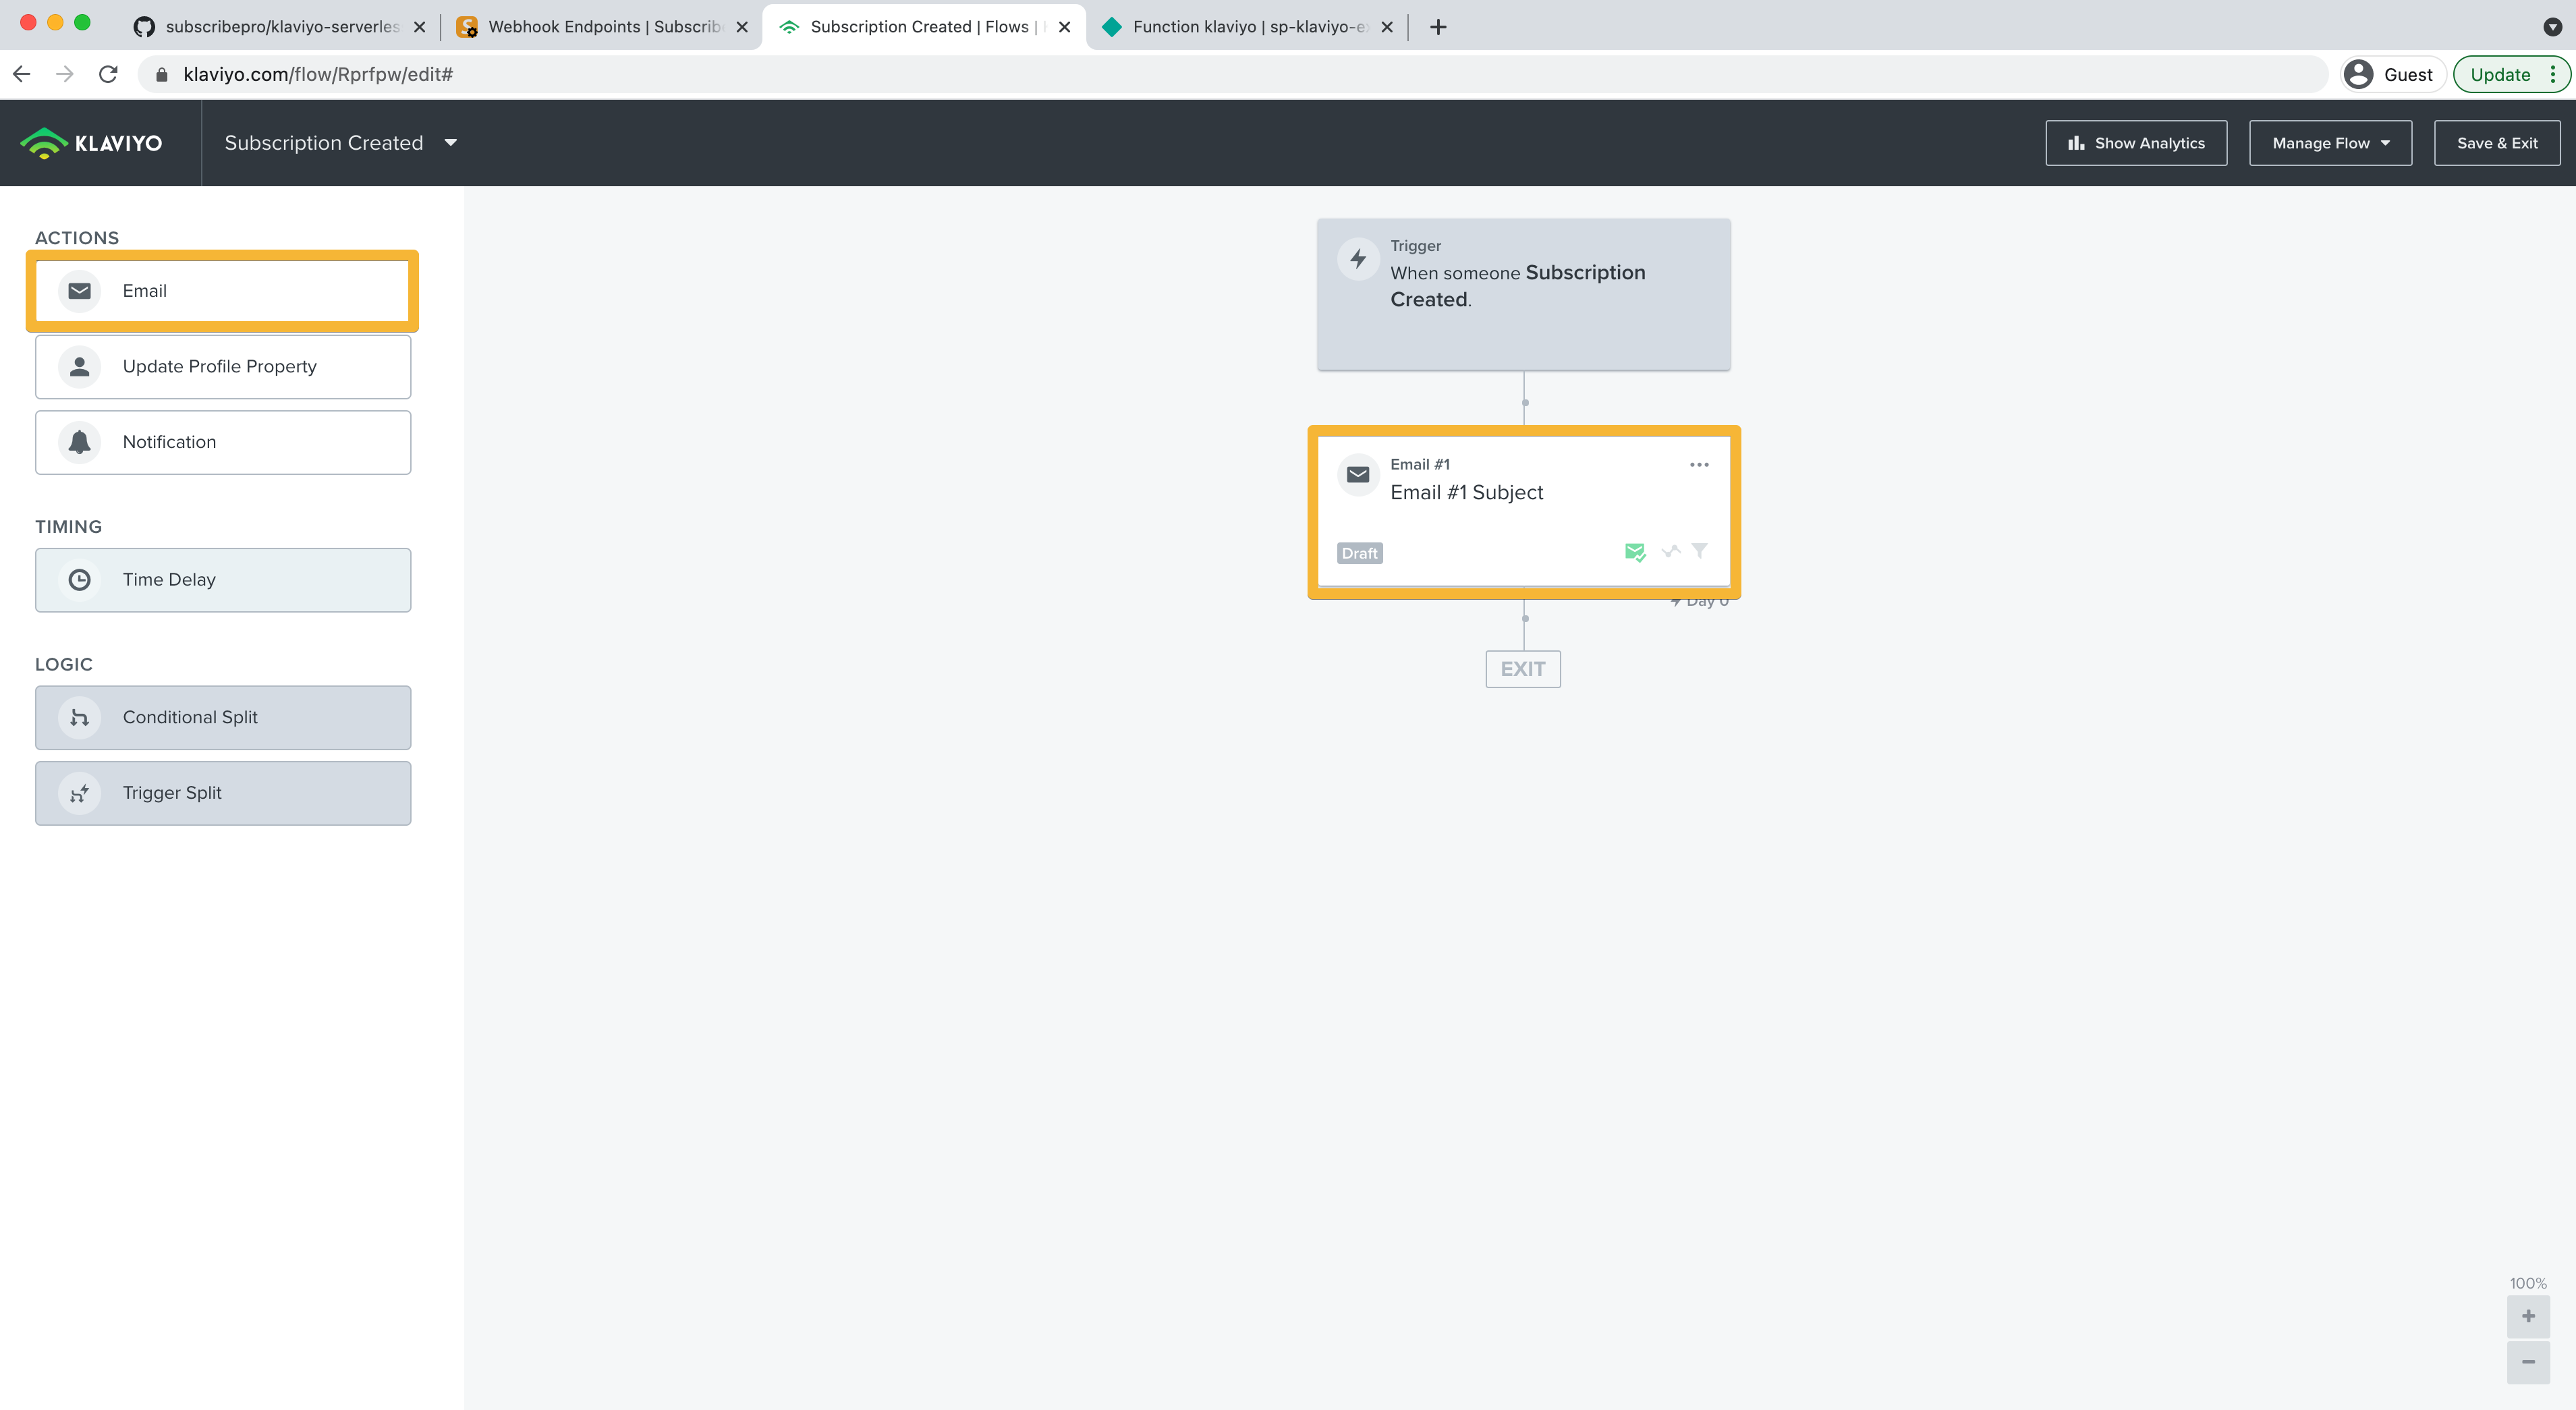 subscribepro/klaviyo-serverles
Webhook Endpoints | Subscrib
Subscription Created | Flows |
Function klaviyo | sp-klaviyo-e
klaviyo.com/flow/Rprfpw/edit#
Guest
Update
KLAVIYO
Subscription Created
Show Analytics
Manage Flow
Save & Exit
ACTIONS
Email
Update Profile Property
Notification
TIMING
Time Delay
LOGIC
Conditional Split
Trigger Split
Trigger
When someone Subscription
Created.
Email #1
Email #1 Subject
Draft
Day 0
EXIT
100%